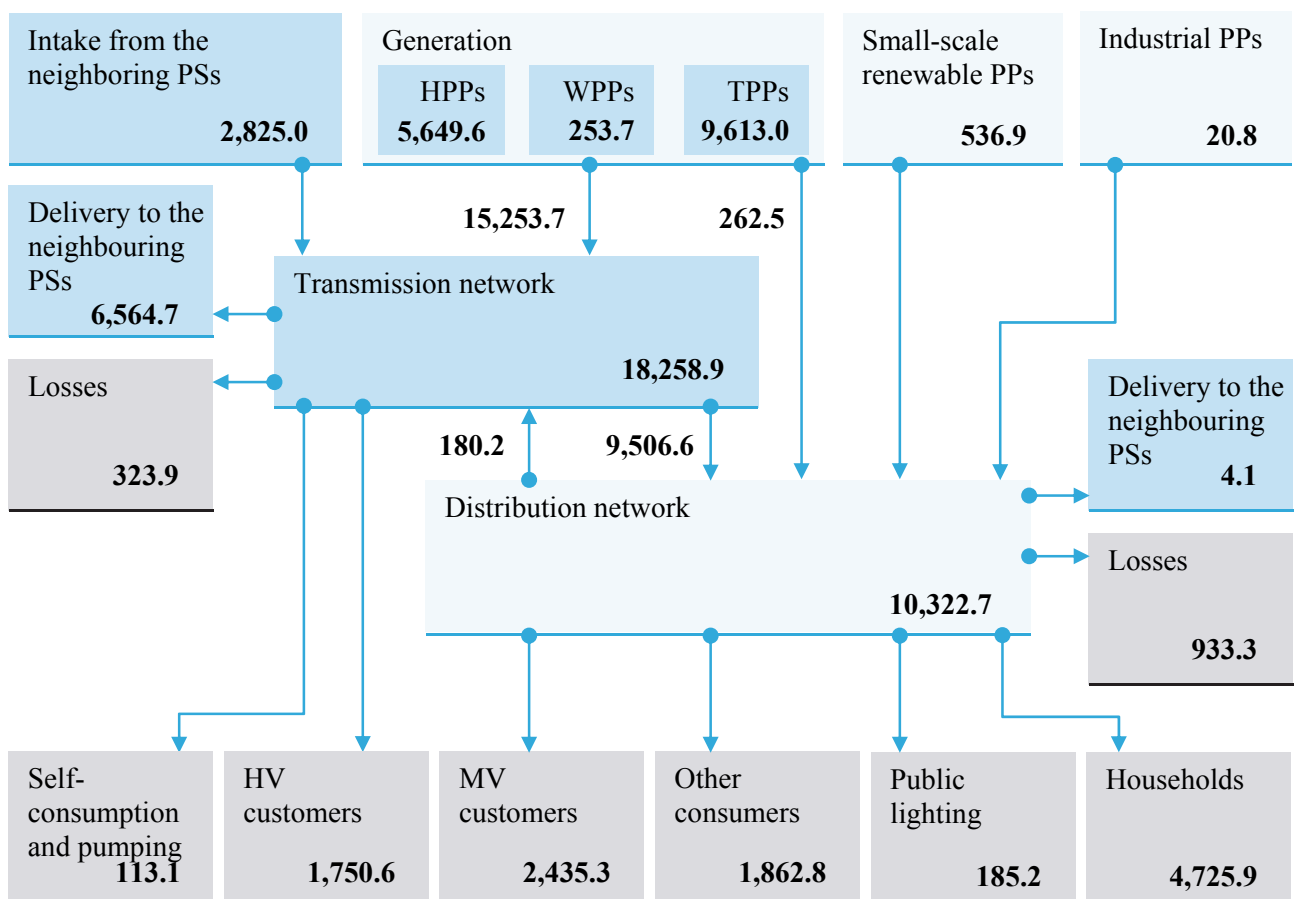 Intake from the
neighboring PSs
2,825.0
Generation
HPPs
5,649.6
WPPs
253.7
TPPs
9,613.0
Small-scale
renewable PPs
536.9
Industrial PPs
20.8
15,253.7
262.5
Delivery to the
neighbouring
PSs
6,564.7
Transmission network
18,258.9
Losses
323.9
180.2
9,506.6
Delivery to the
neighbouring
PSs
4.1
Distribution network
10,322.7
Losses
933.3
Self-
consumption
and pumping
113.1
HV
customers
1,750.6
MV
customers
2,435.3
Other
consumers
1,862.8
Public
lighting
185.2
Households
4,725.9